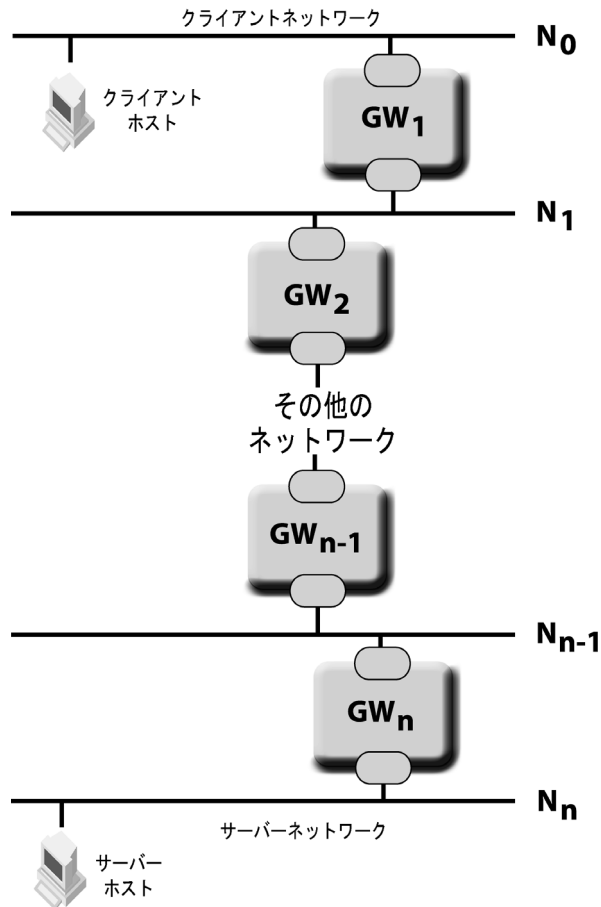 クライアントネットワーク
N0
クライアント
ホスト
GW1
N1
GW2
その他の
ネットワーク
GWn-1
Nn-1
GWn
Nn
サーバーネットワーク
サーバー
ホスト